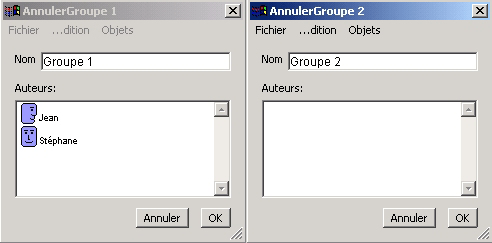 AnnulerGroupe 1
Fichier ...dition Objets
Nom Groupe 1
Auteurs:
Jean
Stéphane
Annuler OK
AnnulerGroupe 2
Fichier ...dition Objets
Nom Groupe 2
Auteurs:
Annuler OK